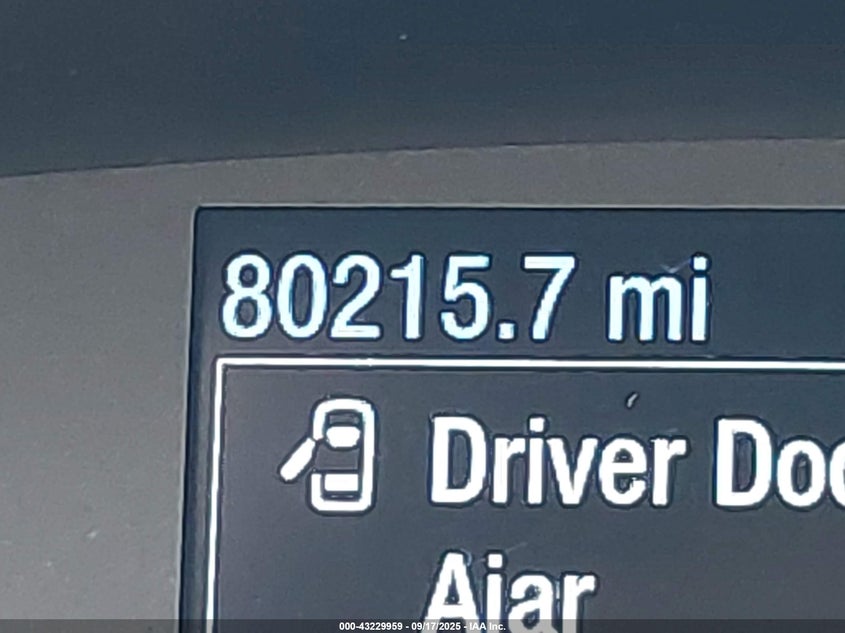 80215.7 mi
Driver Doo
Ajar
000-43229959 - 09/17/2025 - IAA Inc.